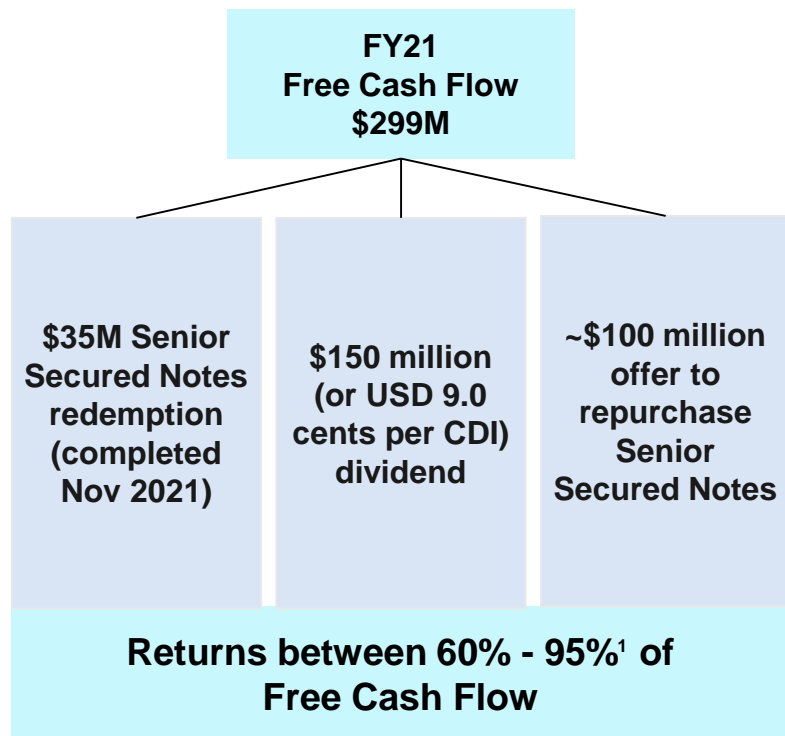 FY21
Free Cash Flow
$299M
$35M Senior
Secured Notes
redemption
(completed
Nov 2021)
$150 million
(or USD 9.0
cents per CDI)
dividend
~$100 million
offer to
repurchase
Senior
Secured Notes
Returns between 60% - 95%¹ of
Free Cash Flow